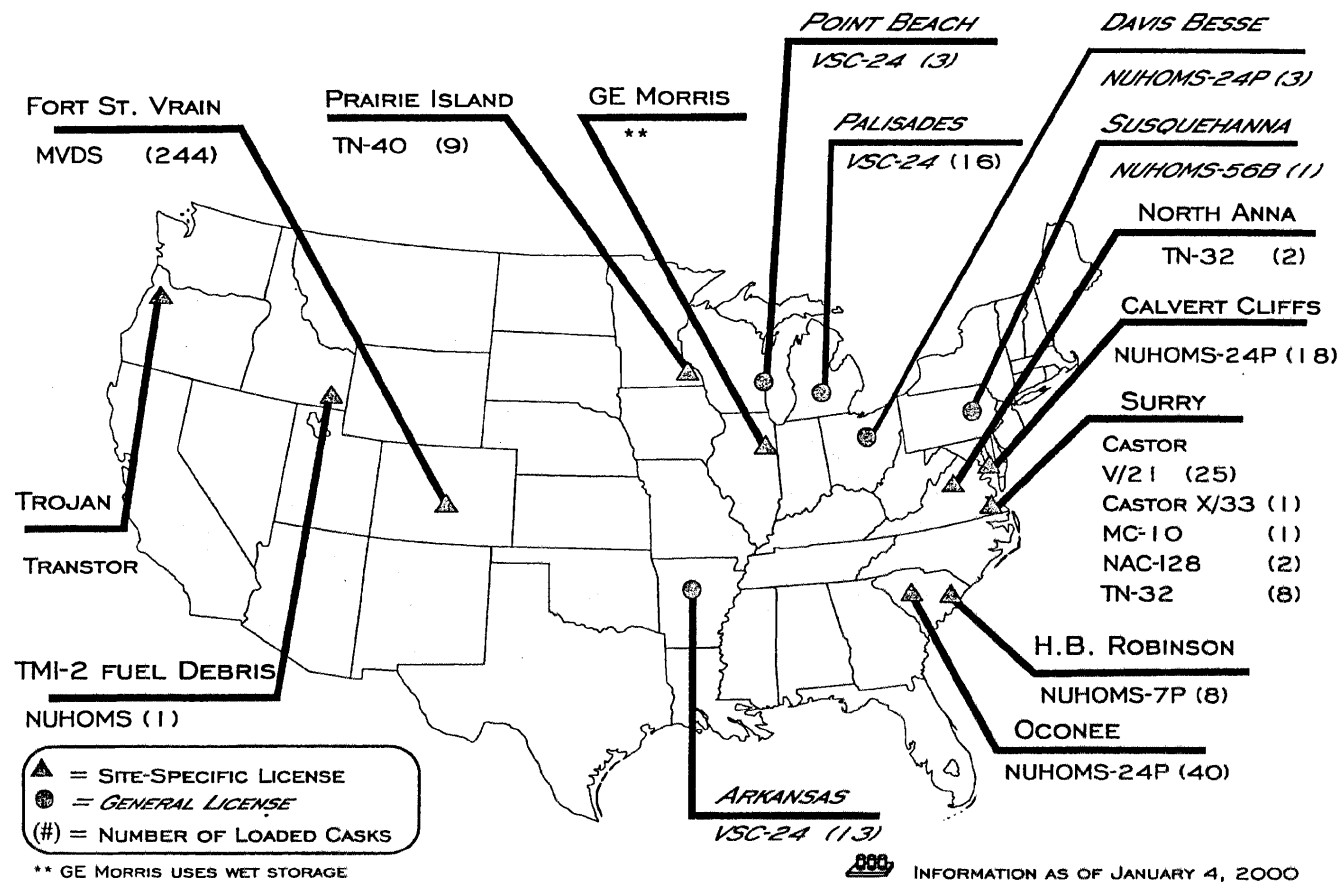 POINT BEACH
VSC-24 (3)
DAVIS BESSE
NUHOMS-24P (3)
FORT ST. VRAIN
MVDS (244)
PRAIRIE ISLAND
TN-40 (9)
GE MORRIS
**
PALISADES
VSC-24 (16)
SUSQUEHANNA
NUHOMS-56B (1)
NORTH ANNA
TN-32 (2)
CALVERT CLIFFS
NUHOMS-24P (18)
SURRY
CASTOR
V/21 (25)
CASTOR X/33 (1)
MC-10 (1)
NAC-128 (2)
TN-32 (8)
TROJAN
TRANSTOR
H.B. ROBINSON
NUHOMS-7P (8)
TMI-2 FUEL DEBRIS
NUHOMS (1)
OCONEE
NUHOMS-24P (40)
ARKANSAS
VSC-24 (13)
= SITE-SPECIFIC LICENSE
= GENERAL LICENSE
(#) = NUMBER OF LOADED CASKS
** GE MORRIS USES WET STORAGE
INFORMATION AS OF JANUARY 4, 2000